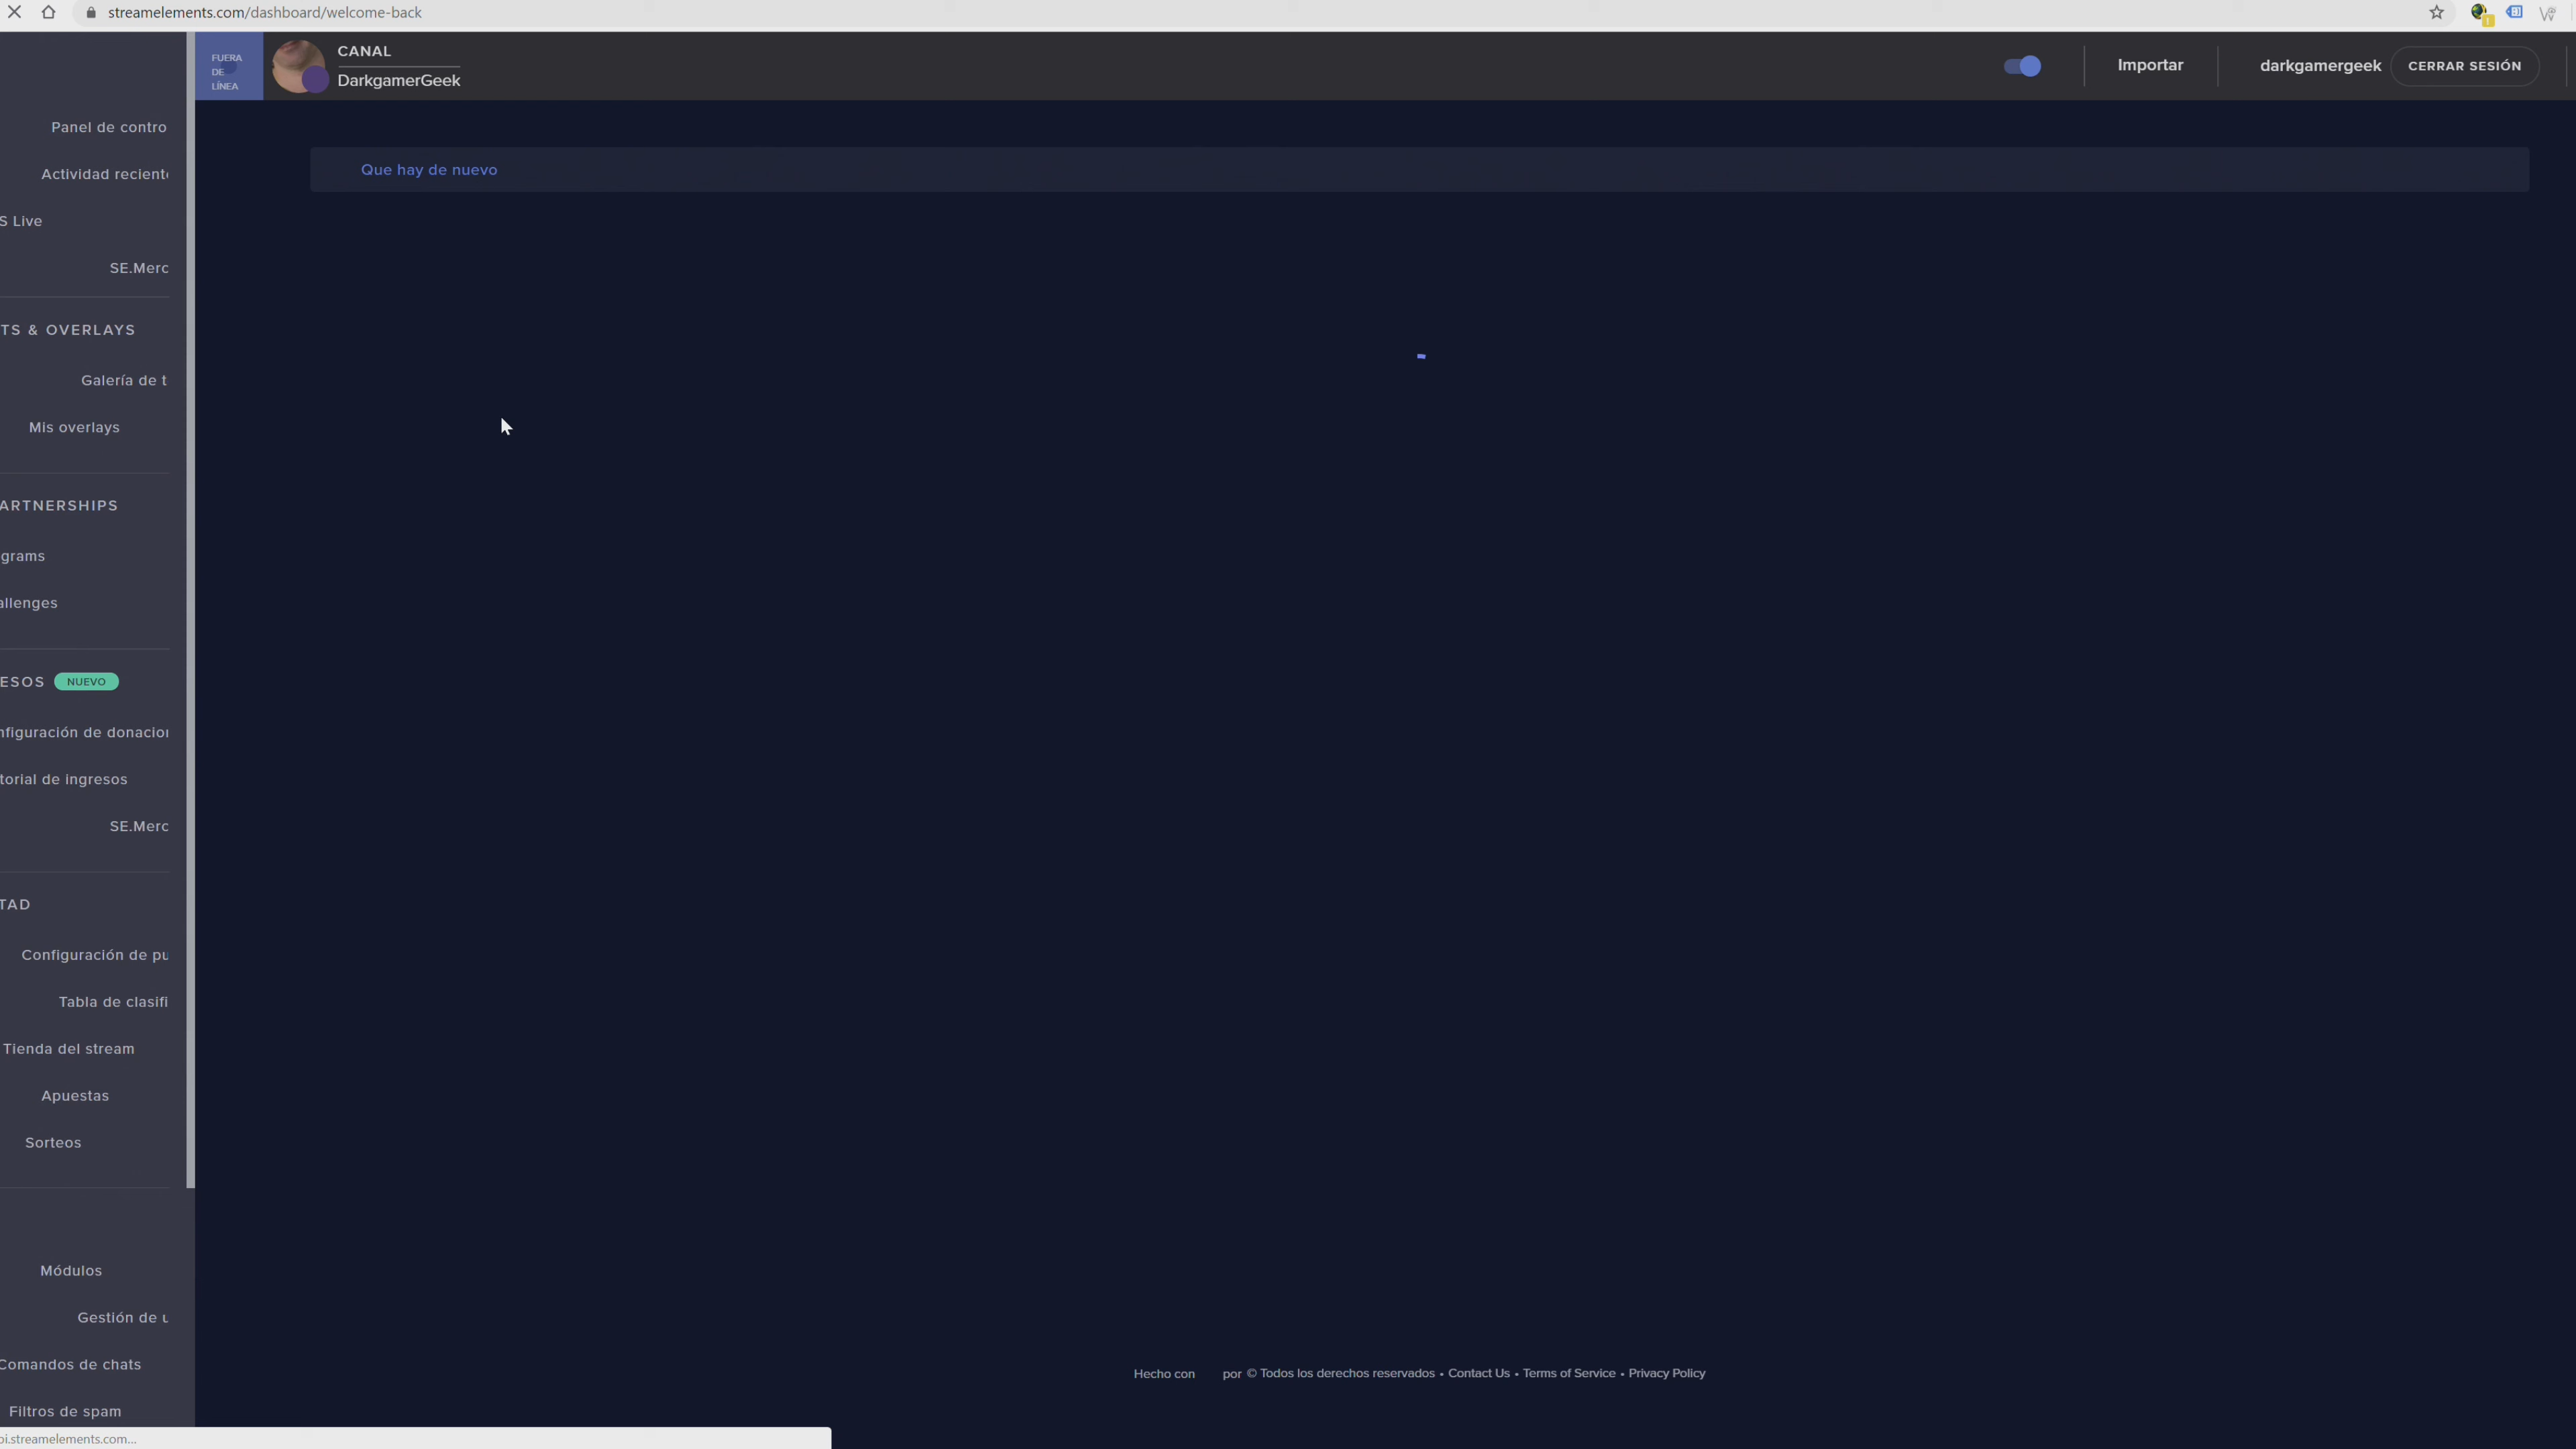 streamelements.com/dashboard/welcome-back
FUERA
DE
LÍNEA
CANAL
DarkgamerGeek
Importar
darkgamergeek
CERRAR SESIÓN
Panel de contro
Actividad reciente
S Live
SE.Merc
TS & OVERLAYS
Galería de t
Mis overlays
ARTNERSHIPS
grams
allenges
ESOS NUEVO
nfiguración de donacion
torial de ingresos
SE.Merc
TAD
Configuración de pu
Tabla de clasifi
Tienda del stream
Apuestas
Sorteos
Módulos
Gestión de u
Comandos de chats
Filtros de spam
Que hay de nuevo
Hecho con por © Todos los derechos reservados • Contact Us • Terms of Service • Privacy Policy
pi.streamelements.com...